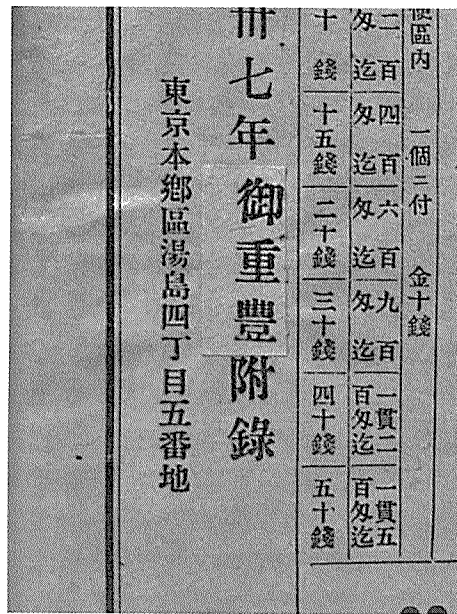 便區内 一個ニ付 金十錢
二百匁迄
四百匁迄
六百匁迄
九百匁迄
一貫二百匁迄
一貫五百匁迄
十錢
十五錢
二十錢
三十錢
四十錢
五十錢
卅七年御重豐附錄
東京本鄕區湯島四丁目五番地